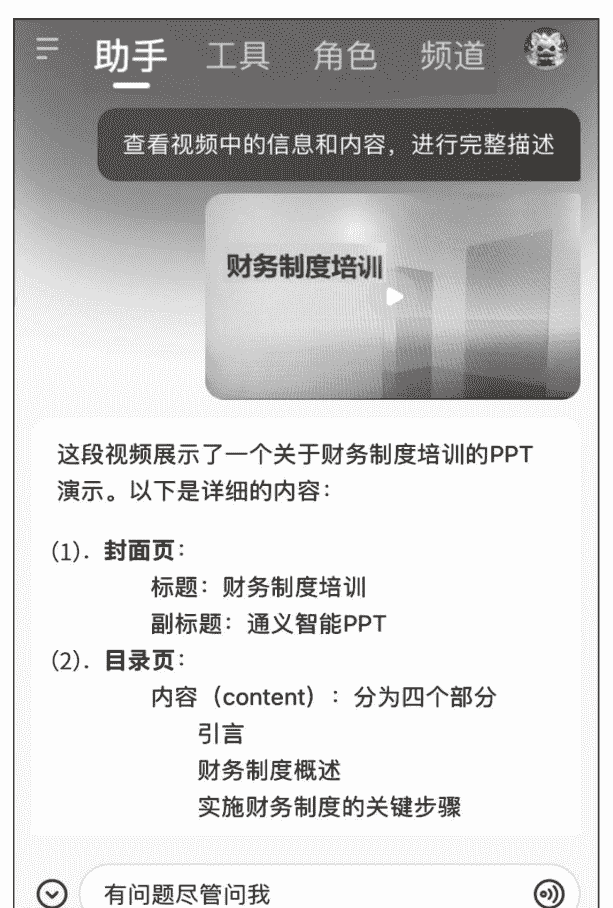 助手 工具 角色 频道
查看视频中的信息和内容，进行完整描述
财务制度培训
这段视频展示了一个关于财务制度培训的PPT
演示。以下是详细的内容：
（1）. 封面页：
标题：财务制度培训
副标题：通义智能PPT
（2）. 目录页：
内容（content）：分为四个部分
引言
财务制度概述
实施财务制度的关键步骤
有问题尽管问我